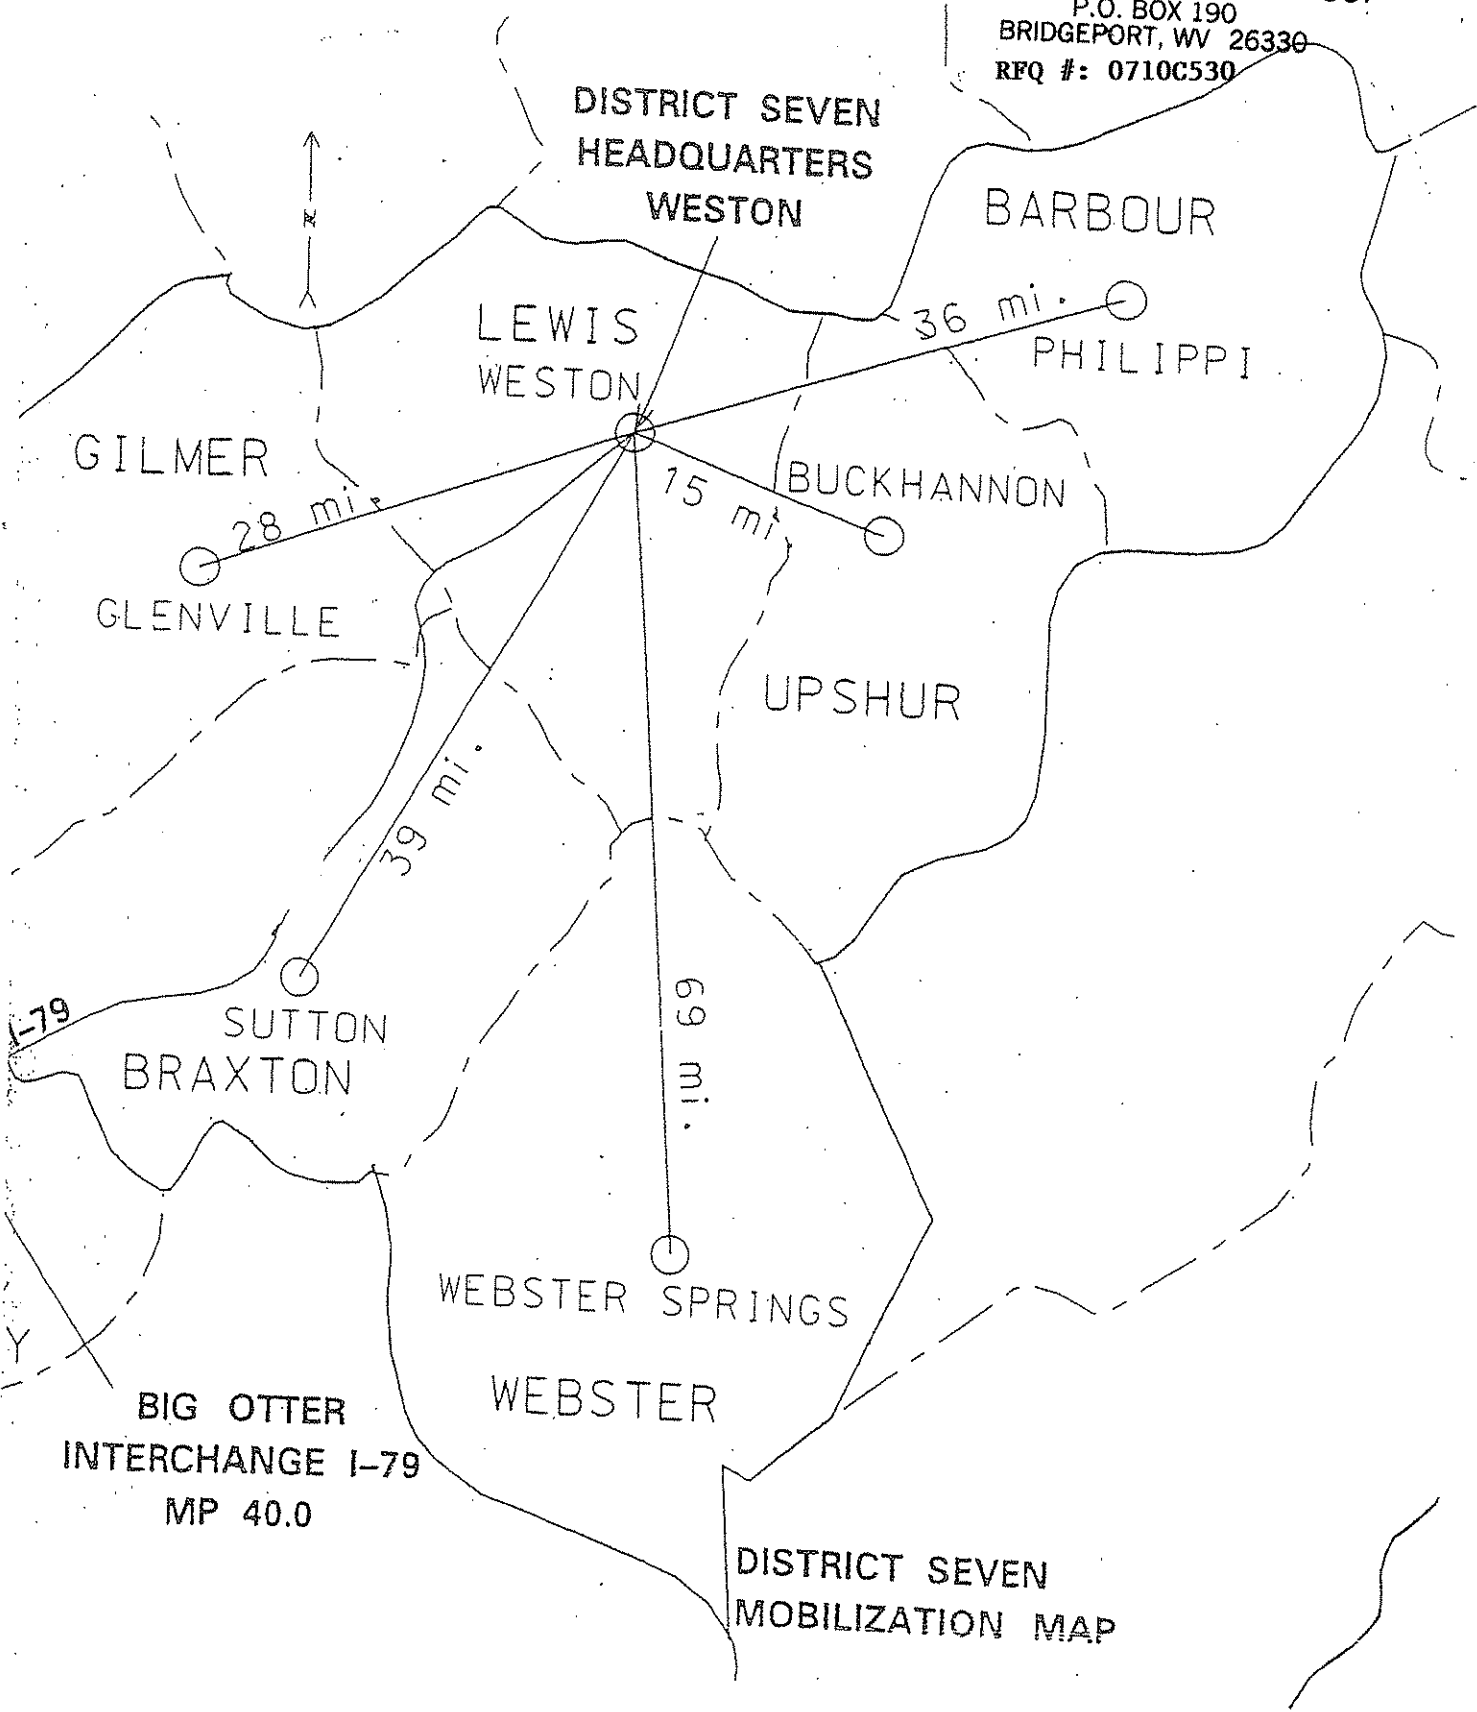 P.O. BOX 190
BRIDGEPORT, WV 26330
RFQ #: 0710C530
DISTRICT SEVEN
HEADQUARTERS
WESTON
N
BARBOUR
36 mi.
PHILIPPI
LEWIS
WESTON
GILMER
28 mi.
GLENVILLE
15 mi.
BUCKHANNON
UPSHUR
39 mi.
69 mi.
I-79
SUTTON
BRAXTON
WEBSTER SPRINGS
WEBSTER
Y
BIG OTTER
INTERCHANGE I-79
MP 40.0
DISTRICT SEVEN
MOBILIZATION MAP